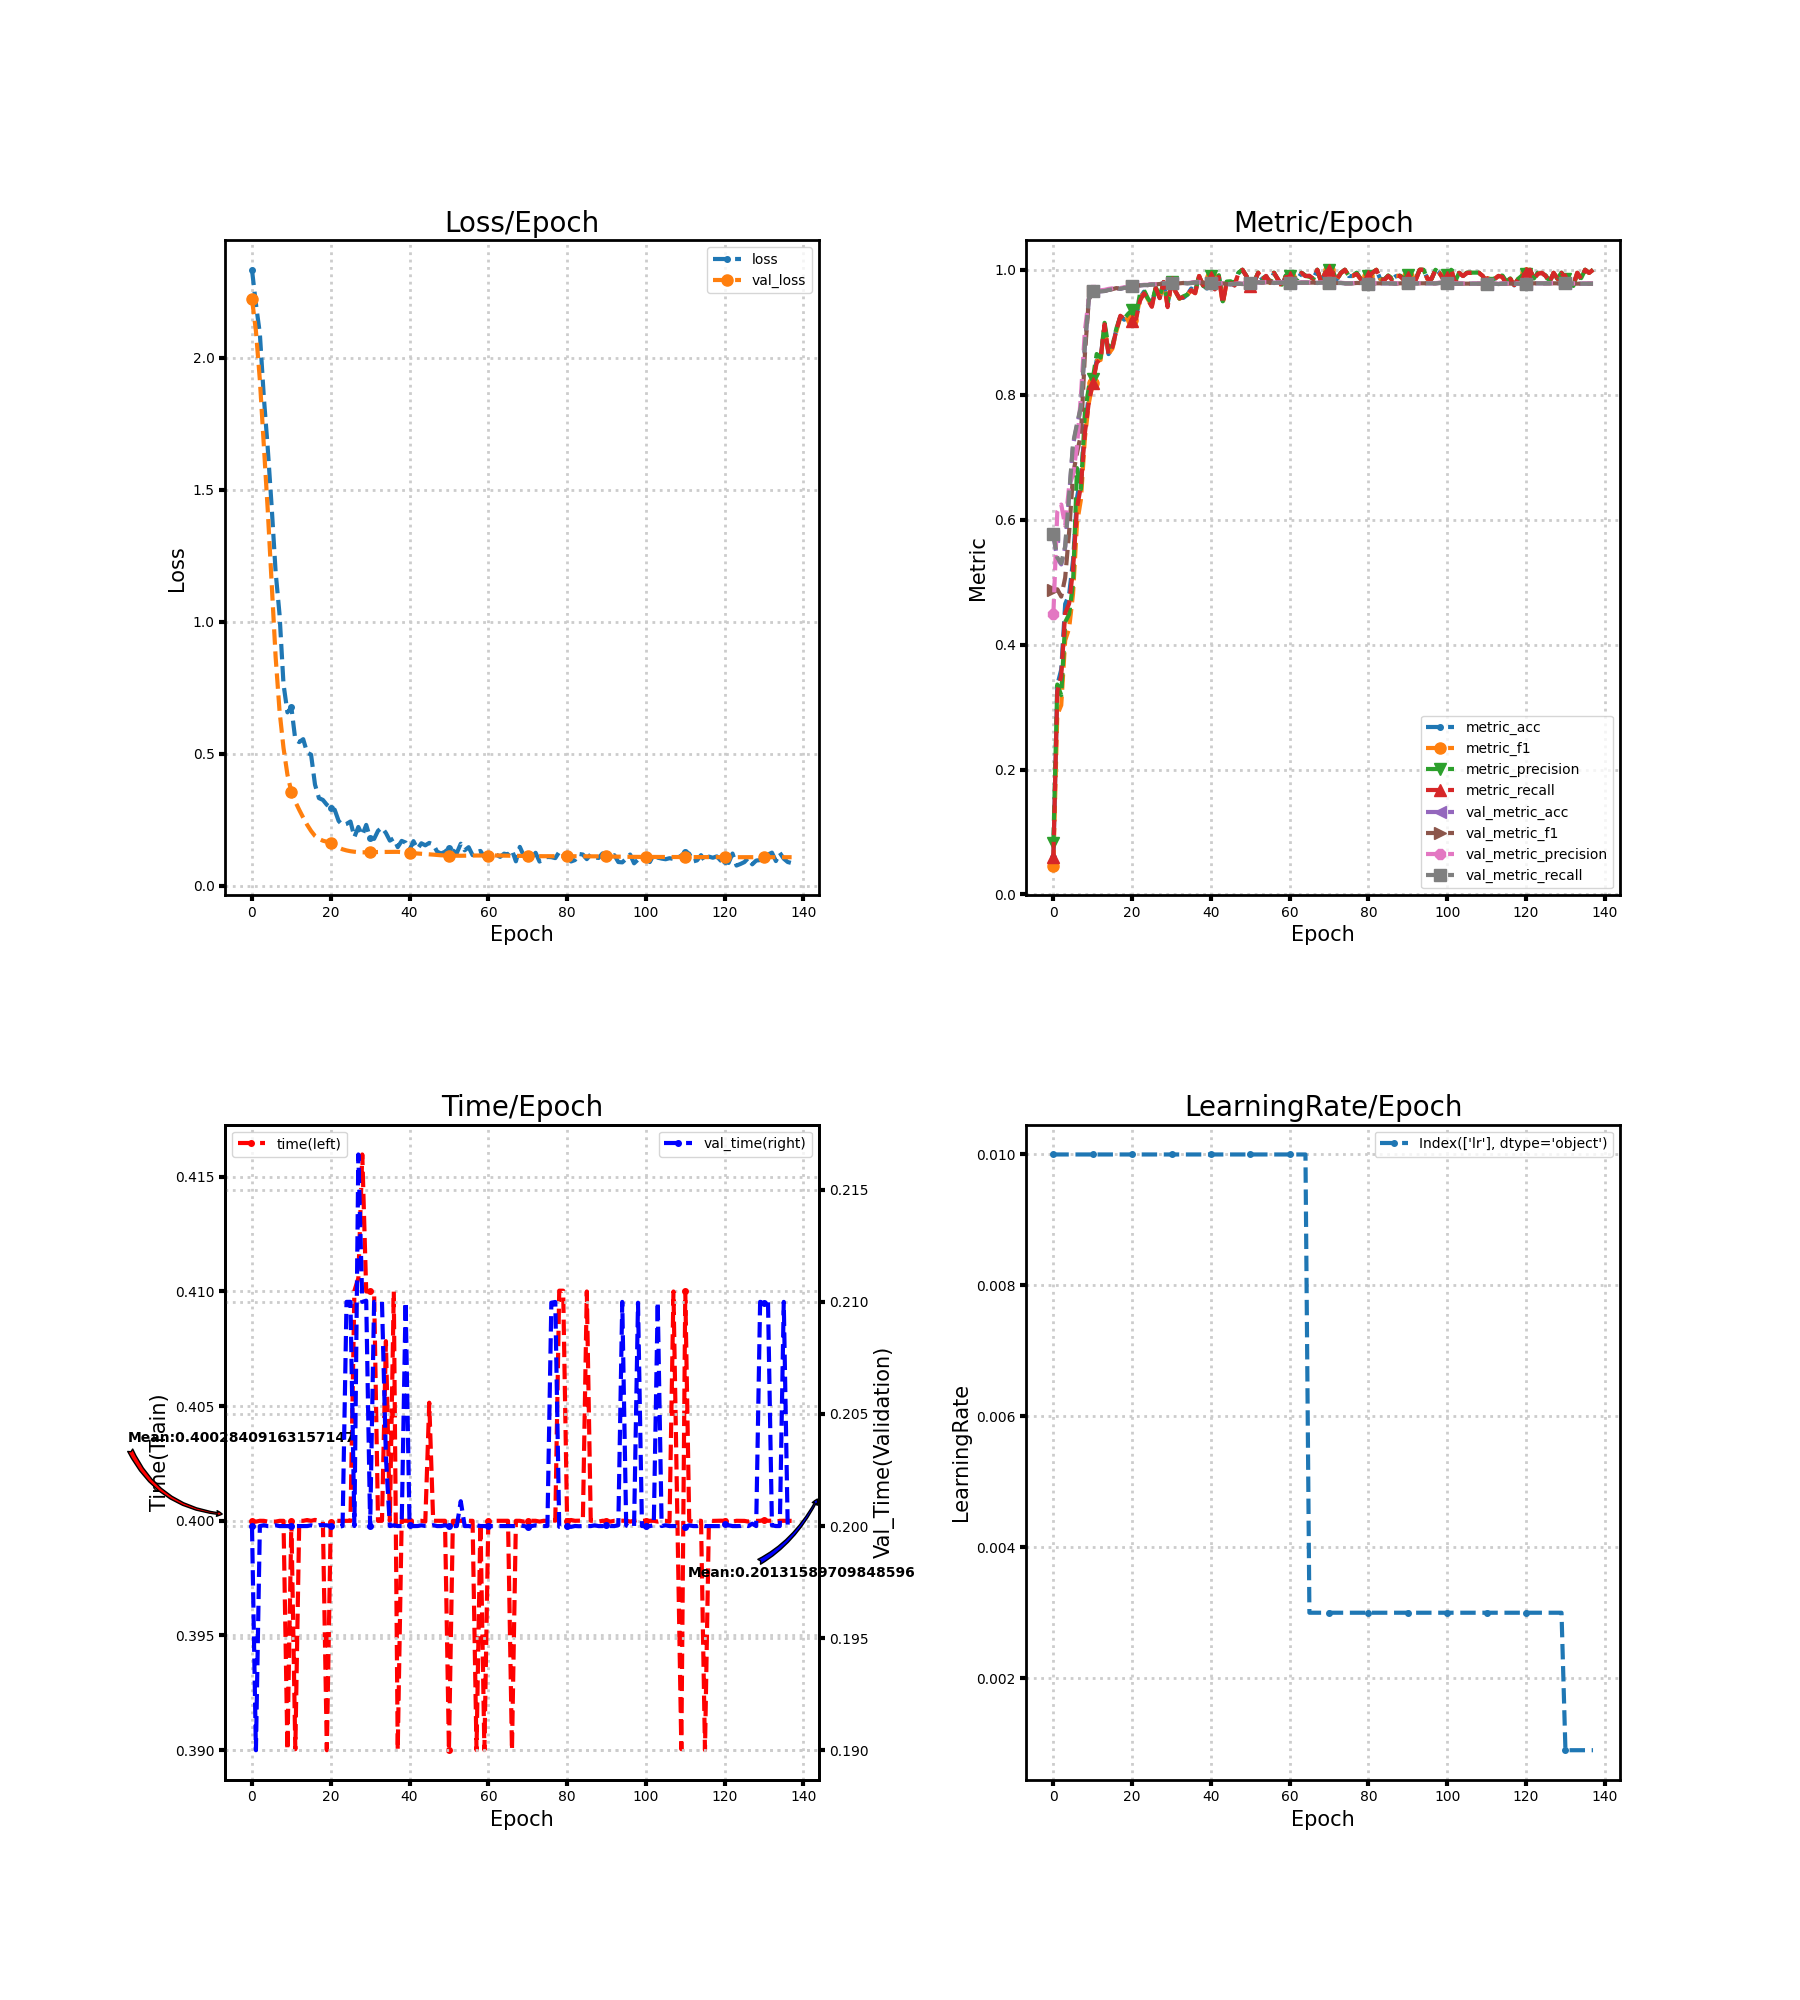 Loss/Epoch
loss
val_loss
2.0
1.5
1.0
0.5
0.0
Loss
0 20 40 60 80 100 120 140
Epoch
Metric/Epoch
1.0
0.8
0.6
0.4
0.2
0.0
Metric
metric_acc
metric_f1
metric_precision
metric_recall
val_metric_acc
val_metric_f1
val_metric_precision
val_metric_recall
0 20 40 60 80 100 120 140
Epoch
Time/Epoch
time(left)
val_time(right)
0.415
0.410
0.405
0.400
0.395
0.390
Time(Train)
Mean:0.40028409163157147
0.215
0.210
0.205
0.200
0.195
0.190
Val_Time(Validation)
Mean:0.20131589709848596
0 20 40 60 80 100 120 140
Epoch
LearningRate/Epoch
Index(['lr'], dtype='object')
0.010
0.008
0.006
0.004
0.002
LearningRate
0 20 40 60 80 100 120 140
Epoch